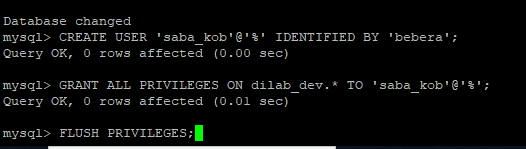 Database changed
mysql> CREATE USER 'saba_kob'@'%' IDENTIFIED BY 'bebera';
Query OK, 0 rows affected (0.00 sec)
mysql> GRANT ALL PRIVILEGES ON dilab_dev.* TO 'saba_kob'@'%';
Query OK, 0 rows affected (0.01 sec)
mysql> FLUSH PRIVILEGES;